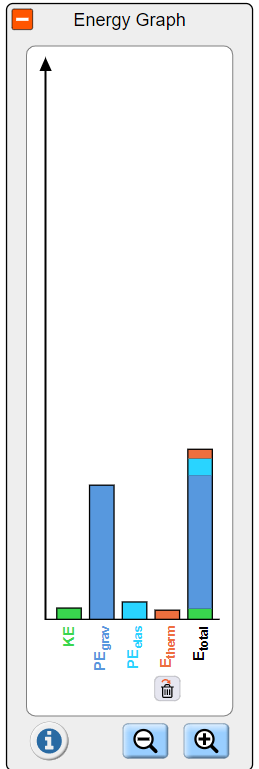 Energy Graph
KE
PEgrav
PEelas
Etherm
Etotal
i